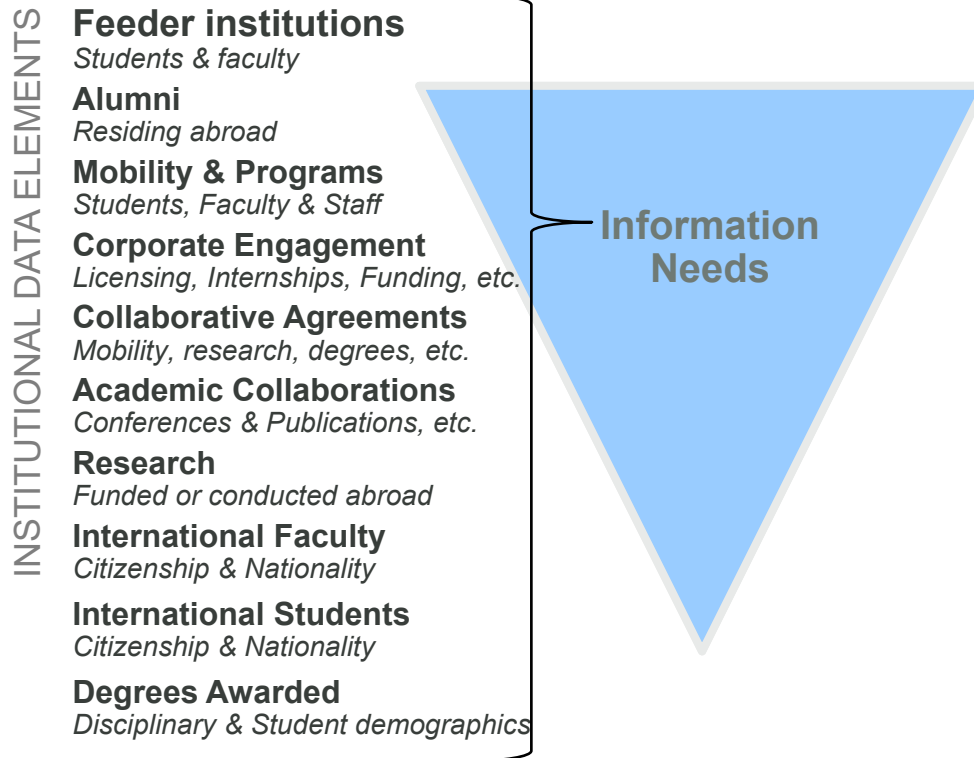 INSTITUTIONAL DATA ELEMENTS
Feeder institutions
Students & faculty
Alumni
Residing abroad
Mobility & Programs
Students, Faculty & Staff
Corporate Engagement
Licensing, Internships, Funding, etc.
Collaborative Agreements
Mobility, research, degrees, etc.
Academic Collaborations
Conferences & Publications, etc.
Research
Funded or conducted abroad
International Faculty
Citizenship & Nationality
International Students
Citizenship & Nationality
Degrees Awarded
Disciplinary & Student demographics
Information
Needs